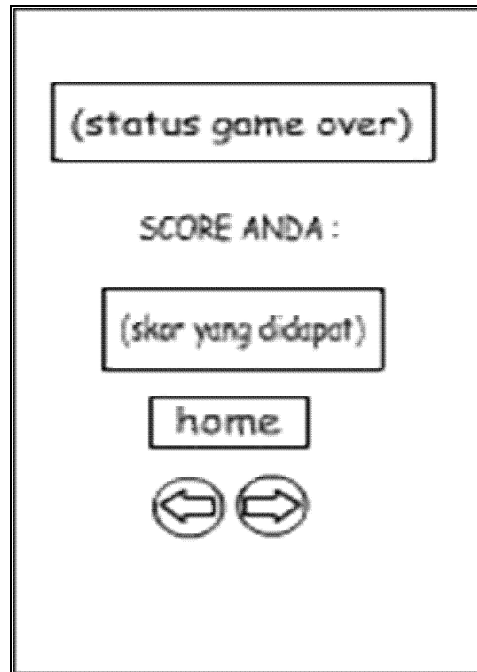 (status game over)
SCORE ANDA :
(skor yang didapat)
home